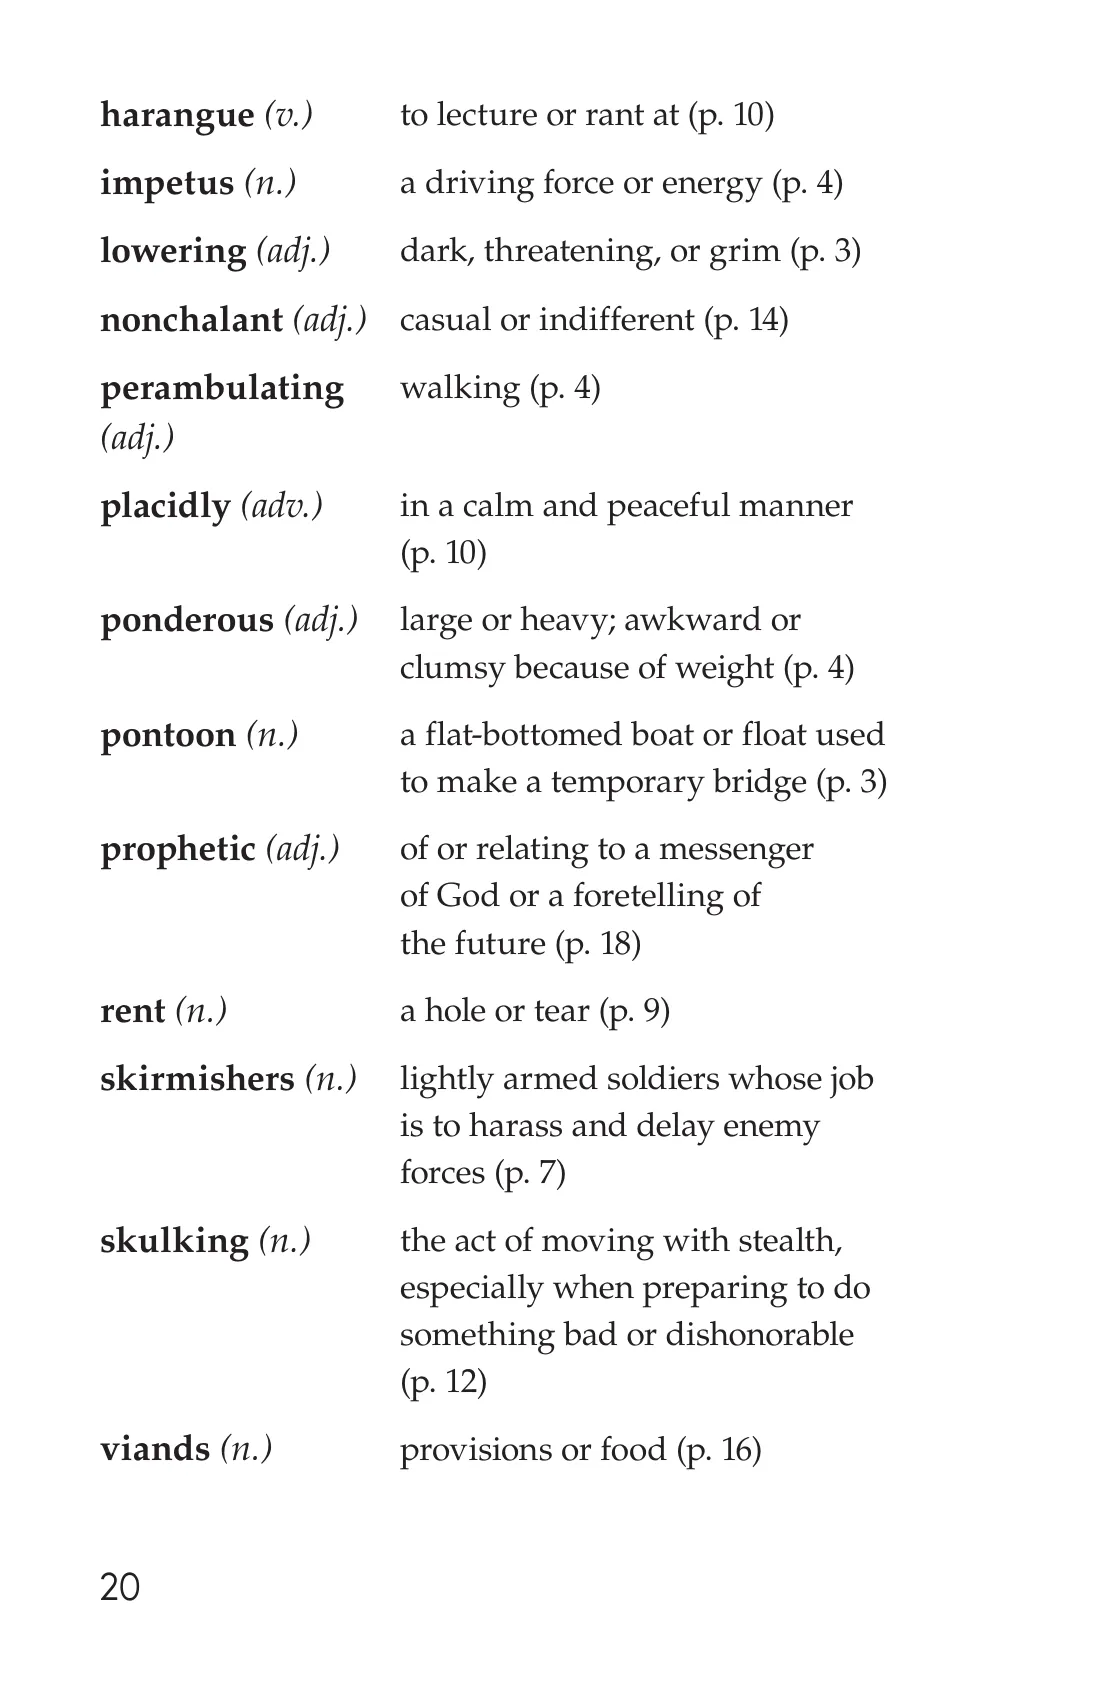 harangue (v.) to lecture or rant at (p. 10)
impetus (n.) a driving force or energy (p. 4)
lowering (adj.) dark, threatening, or grim (p. 3)
nonchalant (adj.) casual or indifferent (p. 14)
perambulating walking (p. 4)
(adj.)
placidly (adv.) in a calm and peaceful manner
(p. 10)
ponderous (adj.) large or heavy; awkward or
clumsy because of weight (p. 4)
pontoon (n.) a flat-bottomed boat or float used
to make a temporary bridge (p. 3)
prophetic (adj.) of or relating to a messenger
of God or a foretelling of
the future (p. 18)
rent (n.) a hole or tear (p. 9)
skirmishers (n.) lightly armed soldiers whose job
is to harass and delay enemy
forces (p. 7)
skulking (n.) the act of moving with stealth,
especially when preparing to do
something bad or dishonorable
(p. 12)
viands (n.) provisions or food (p. 16)
20